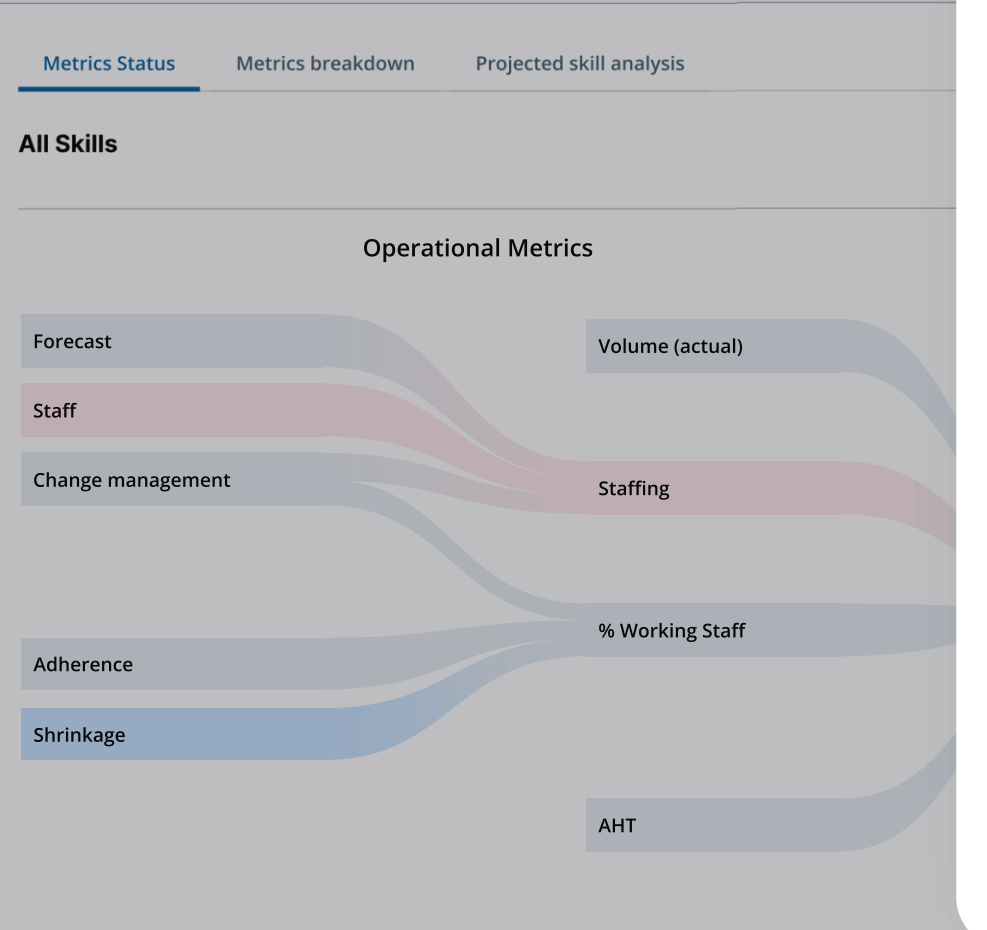 Metrics Status
Metrics breakdown
Projected skill analysis
All Skills
Operational Metrics
Forecast
Staff
Change management
Adherence
Shrinkage
Volume (actual)
Staffing
% Working Staff
AHT